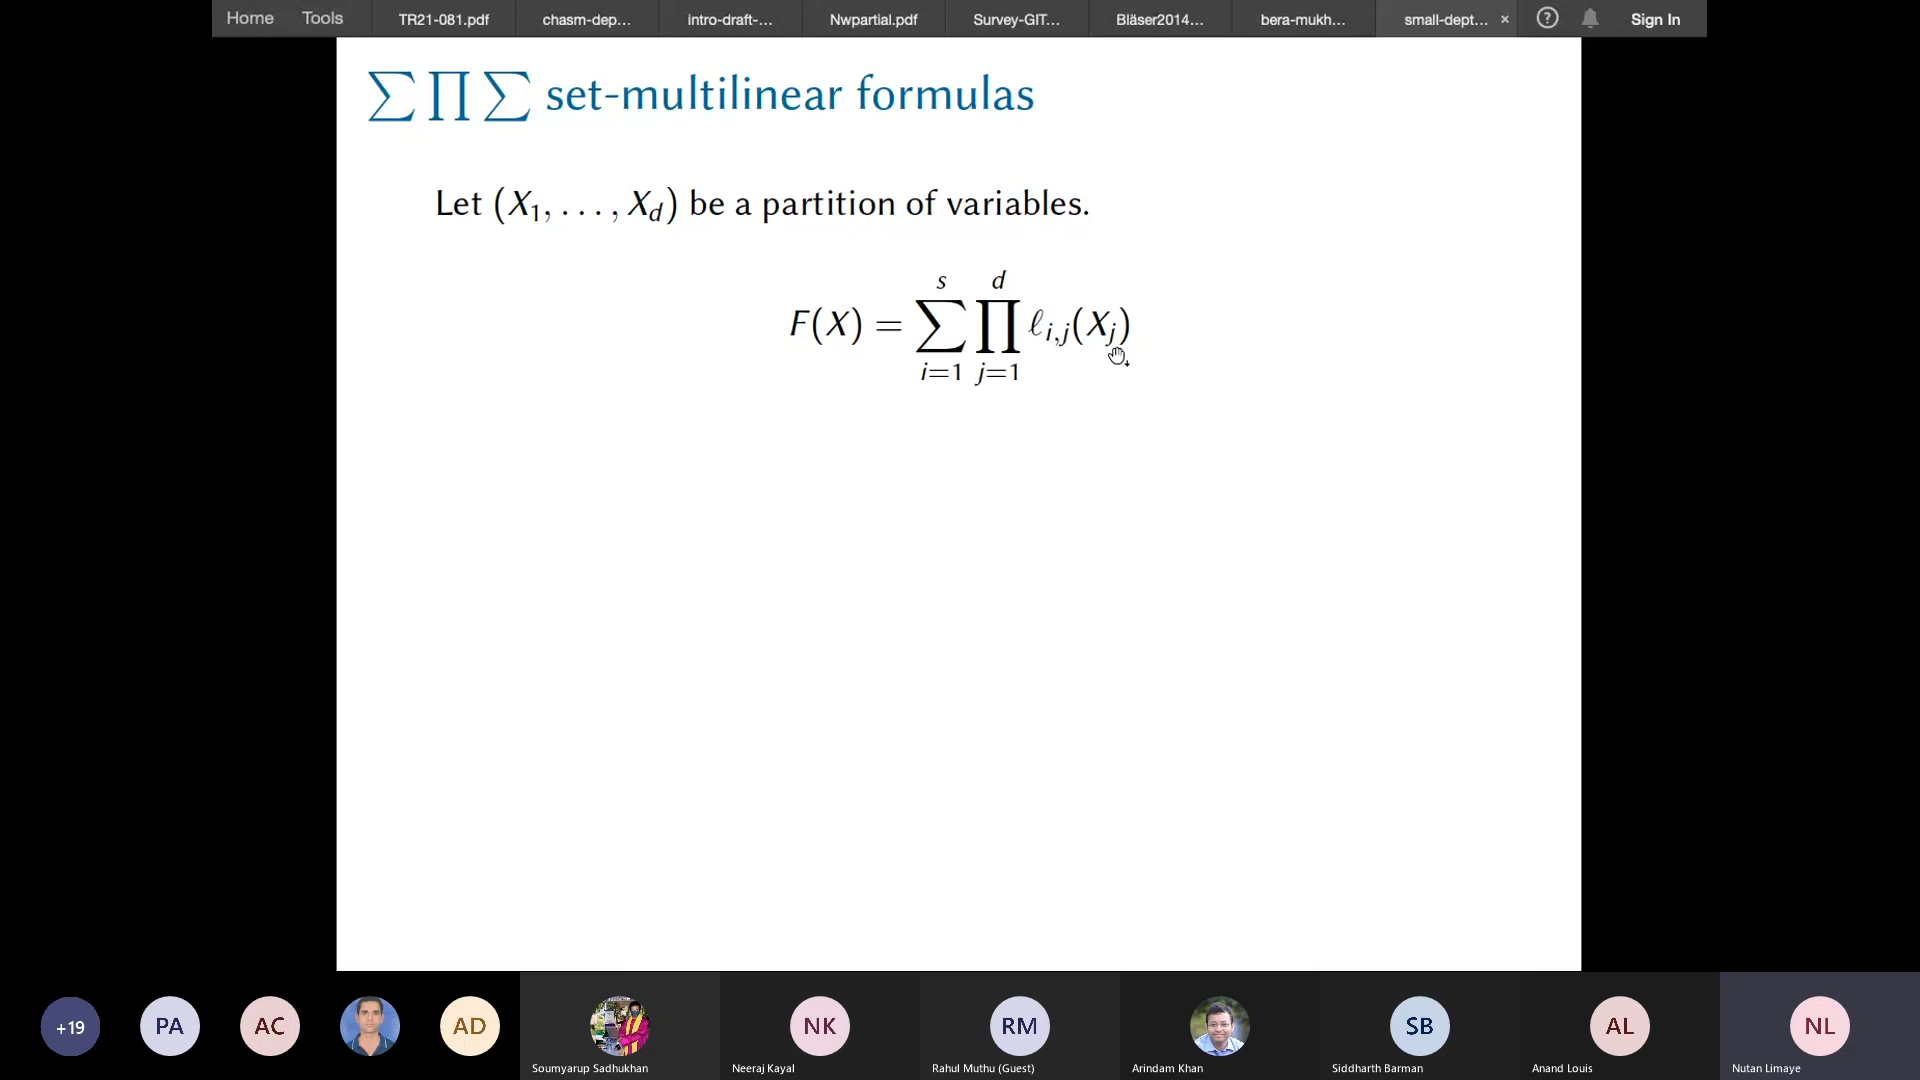 Home Tools TR21-081.pdf chasm-dep... intro-draft-... Nwpartial.pdf Survey-GIT... Bläser2014... bera-mukh... small-dept... × ? Sign In
∑∏∑ set-multilinear formulas
Let (X₁, . . . , X_d) be a partition of variables.
F(X) = ∑_{i=1}^{s} ∏_{j=1}^{d} ℓ_{i,j}(X_j)
+19 PA AC AD NK RM SB AL NL
Soumyarup Sadhukhan Neeraj Kayal Rahul Muthu (Guest) Arindam Khan Siddharth Barman Anand Louis Nutan Limaye